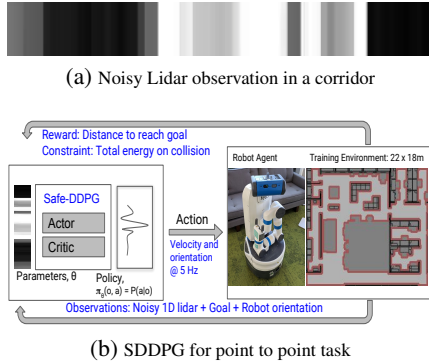 (a) Noisy Lidar observation in a corridor
Reward: Distance to reach goal
Constraint: Total energy on collision
Safe-DDPG
Actor
Critic
Parameters, θ
Policy,
π_θ(o, a) = P(a|o)
Action
Velocity and
orientation
@ 5 Hz
Robot Agent
Training Environment: 22 x 18m
Observations: Noisy 1D lidar + Goal + Robot orientation
(b) SDDPG for point to point task